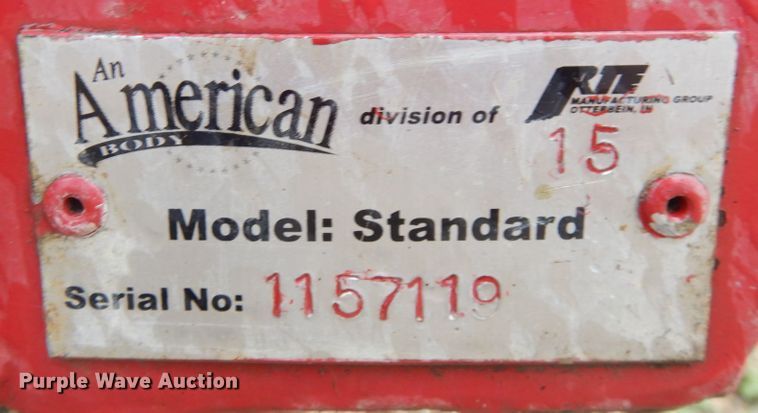 An
American
BODY
division of
RTE
MANUFACTURING GROUP
OTTERBEIN, IN
15
Model: Standard
Serial No: 1157119
Purple Wave Auction